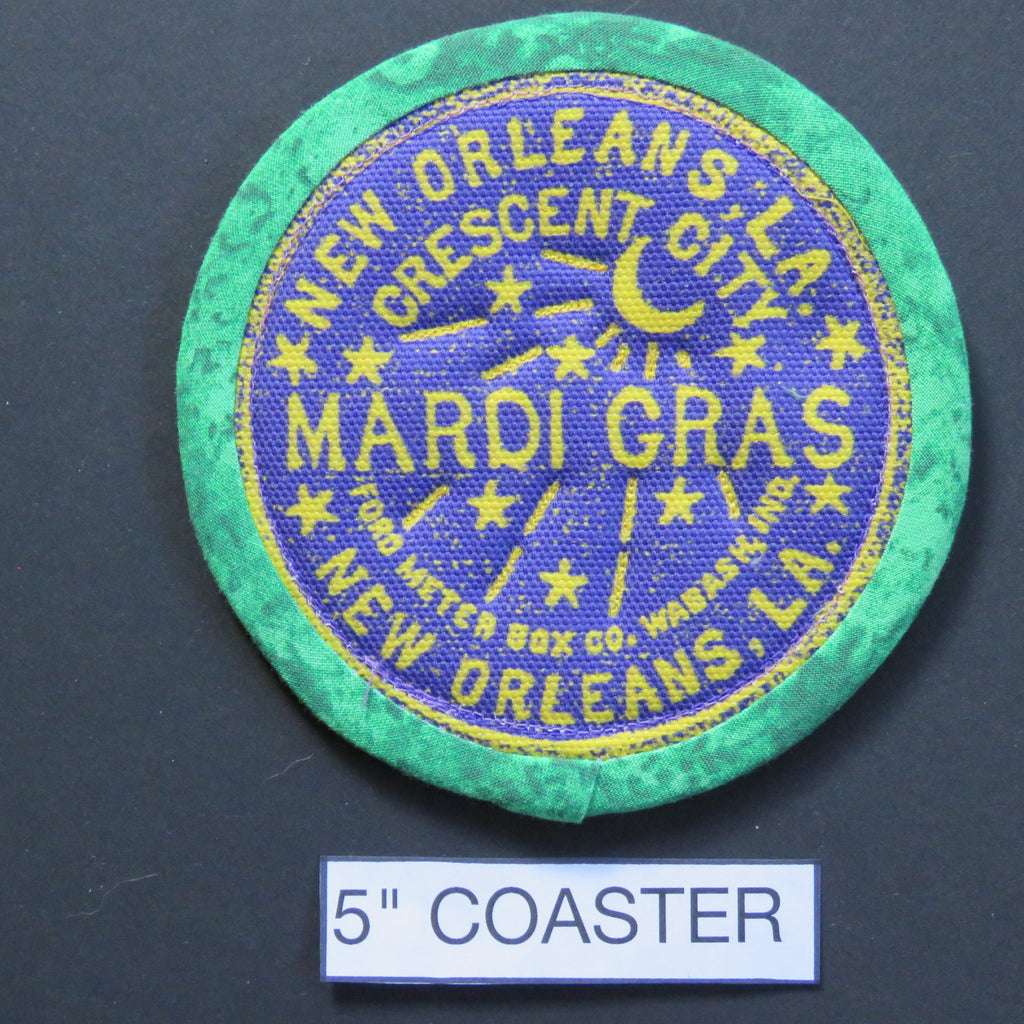 NEW ORLEANS, LA.
CRESCENT CITY
MARDI GRAS
FORD METER BOX CO. WABASH, IND.
NEW ORLEANS, LA.
5" COASTER